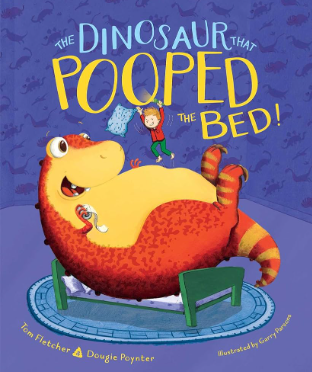 THE DINOSAUR THAT
POOPED
THE BED!
Tom Fletcher & Dougie Poynter
illustrated by Garry Parsons